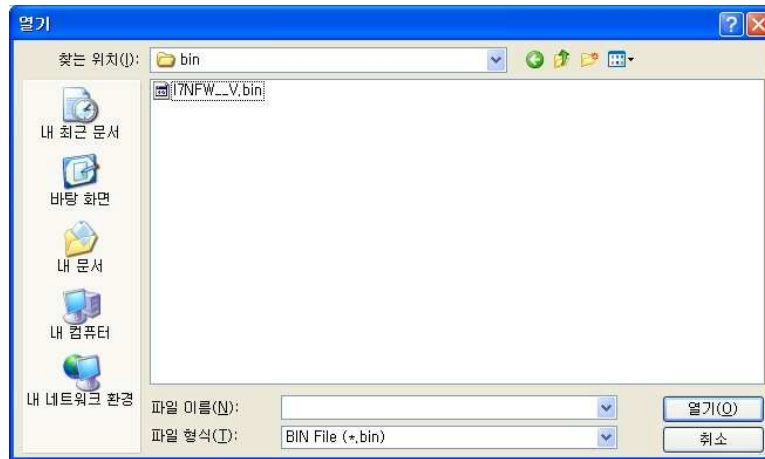 열기
찾는 위치(I):
bin
I7NFW__V.bin
내 최근 문서
바탕 화면
내 문서
내 컴퓨터
내 네트워크 환경
파일 이름(N):
열기(O)
파일 형식(T):
BIN File (*.bin)
취소